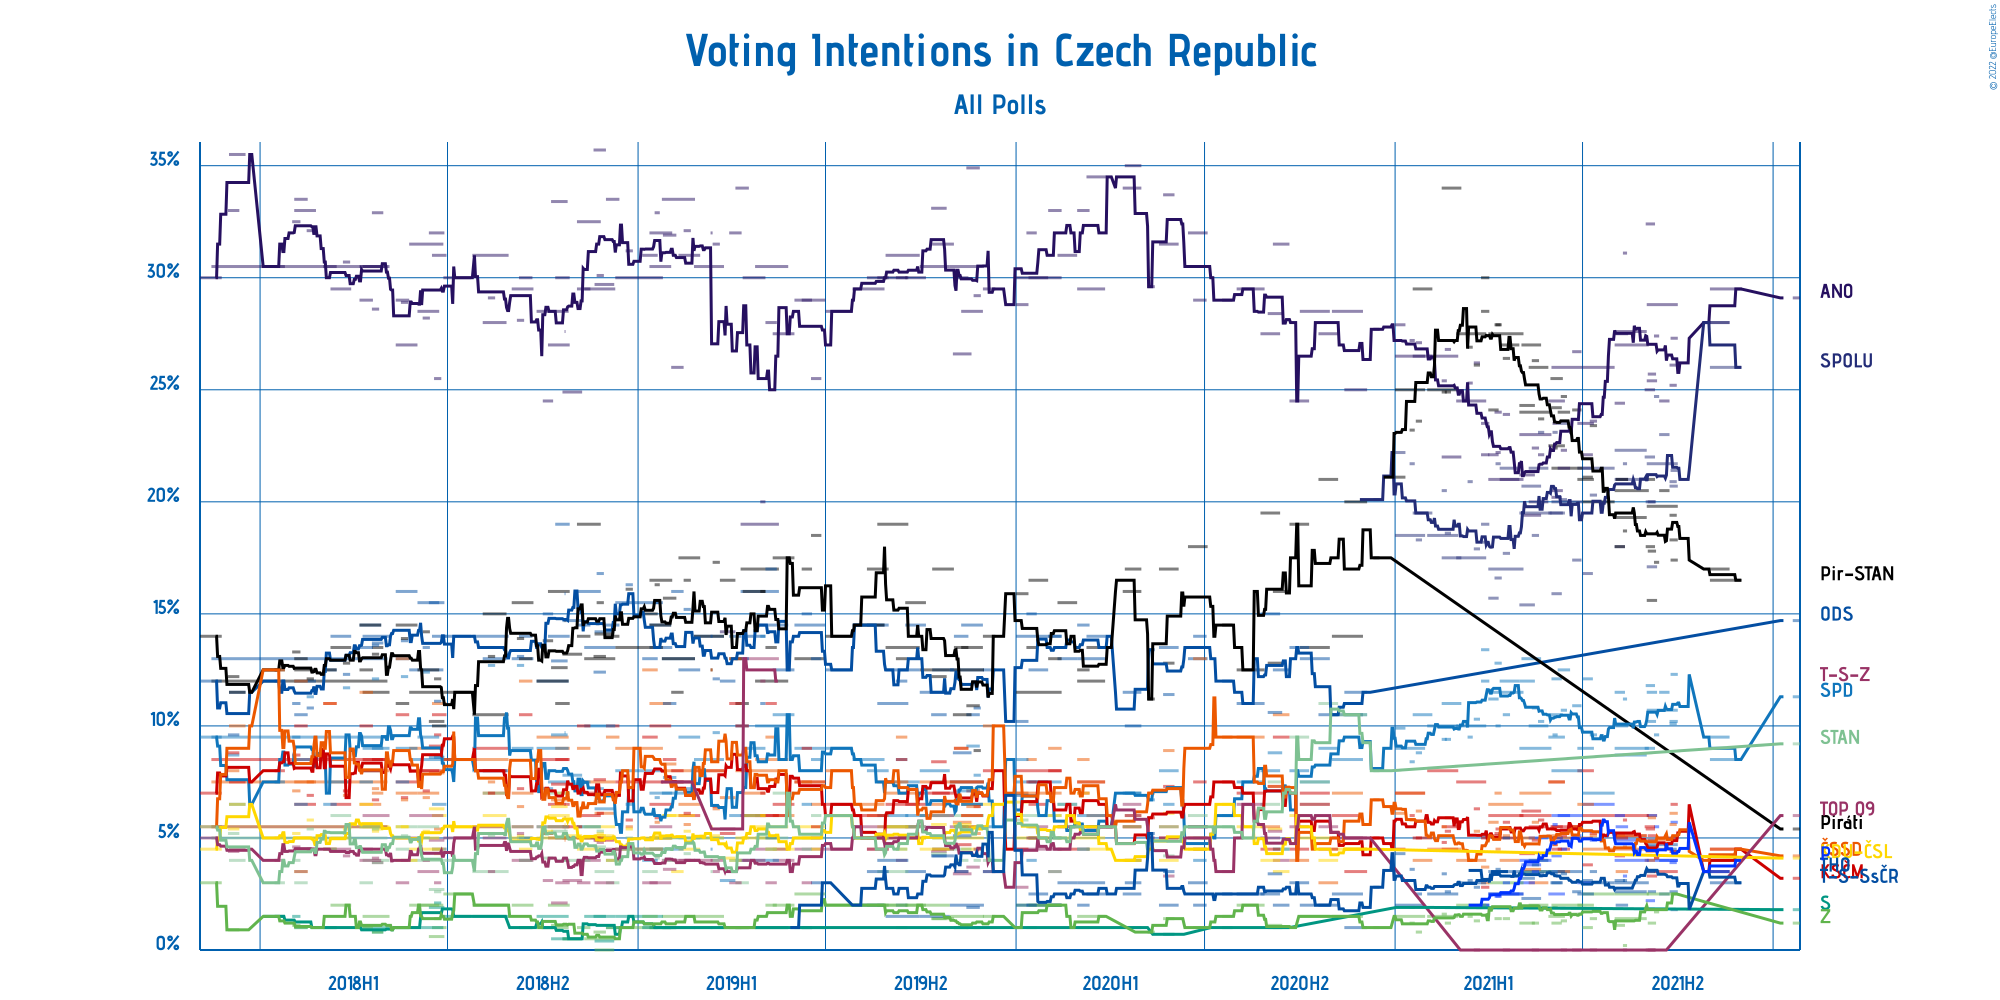 Voting Intentions in Czech Republic
All Polls
© 2022 @EuropeElects
35%
30%
25%
20%
15%
10%
5%
0%
ANO
SPOLU
Pir-STAN
ODS
T-S-Z
SPD
STAN
TOP 09
Piráti
ČSSD
-ČSL
KSČM
T-S-SsČR
S
Z
2018H1
2018H2
2019H1
2019H2
2020H1
2020H2
2021H1
2021H2